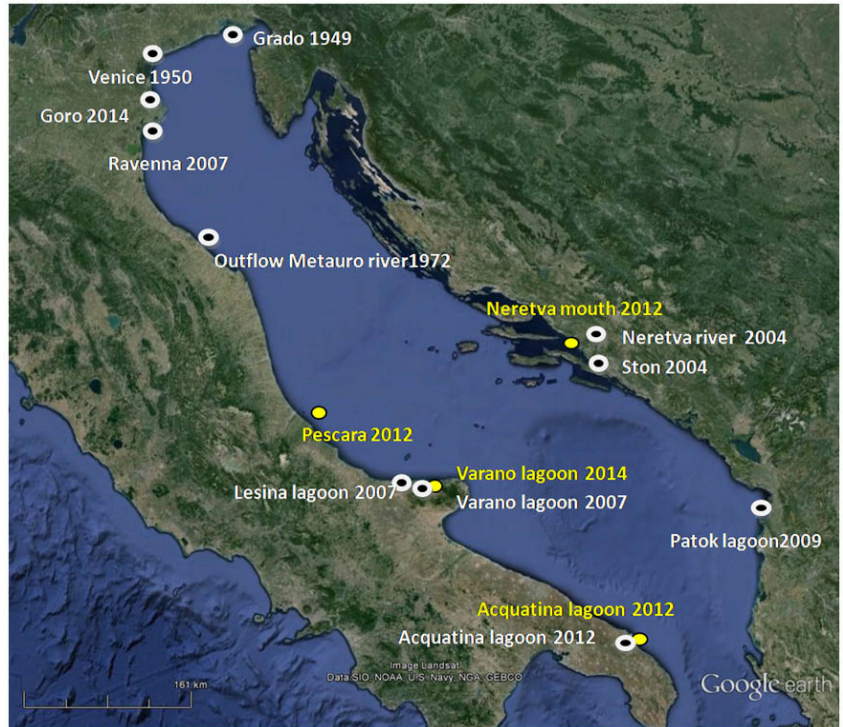 Grado 1949
Venice 1950
Goro 2014
Ravenna 2007
Outflow Metauro river1972
Neretva mouth 2012
Neretva river 2004
Ston 2004
Pescara 2012
Varano lagoon 2014
Lesina lagoon 2007
Varano lagoon 2007
Patok lagoon2009
Acquatina lagoon 2012
Acquatina lagoon 2012
Image Landsat
Data SIO, NOAA, U.S. Navy, NGA, GEBCO
161 km
Google earth